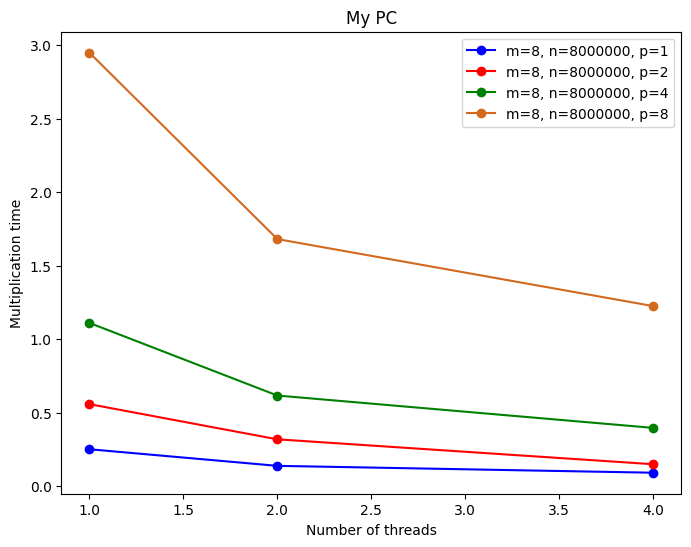 My PC
m=8, n=8000000, p=1
m=8, n=8000000, p=2
m=8, n=8000000, p=4
m=8, n=8000000, p=8
Multiplication time
3.0
2.5
2.0
1.5
1.0
0.5
0.0
1.0 1.5 2.0 2.5 3.0 3.5 4.0
Number of threads